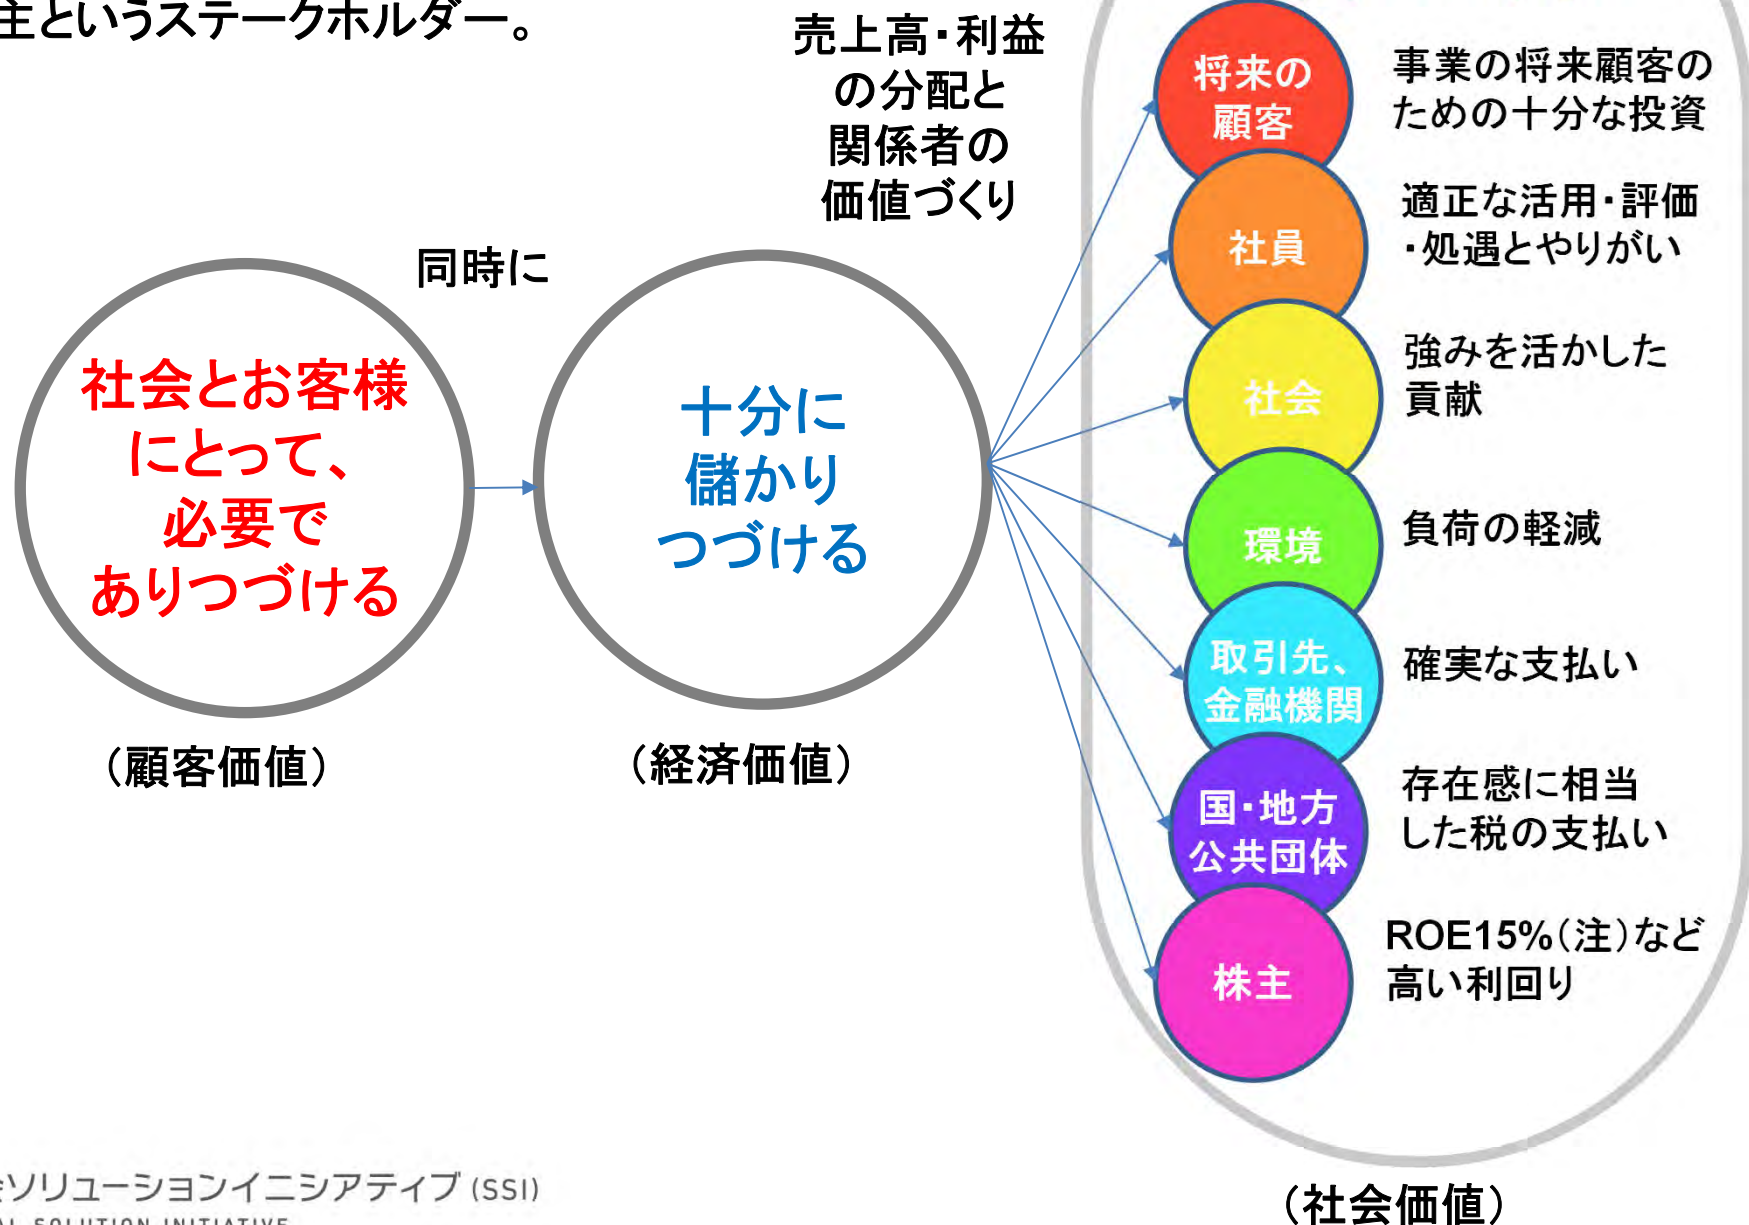 主というステークホルダー。
売上高・利益
の分配と
関係者の
価値づくり
同時に
社会とお客様
にとって、
必要で
ありつづける
(顧客価値)
十分に
儲かり
つづける
(経済価値)
将来の
顧客
事業の将来顧客の
ための十分な投資
社員
適正な活用・評価
・処遇とやりがい
社会
強みを活かした
貢献
環境
負荷の軽減
取引先、
金融機関
確実な支払い
国・地方
公共団体
存在感に相当
した税の支払い
株主
ROE15%(注)など
高い利回り
(社会価値)
ソリューションイニシアティブ (SSI)
SOLUTION INITIATIVE